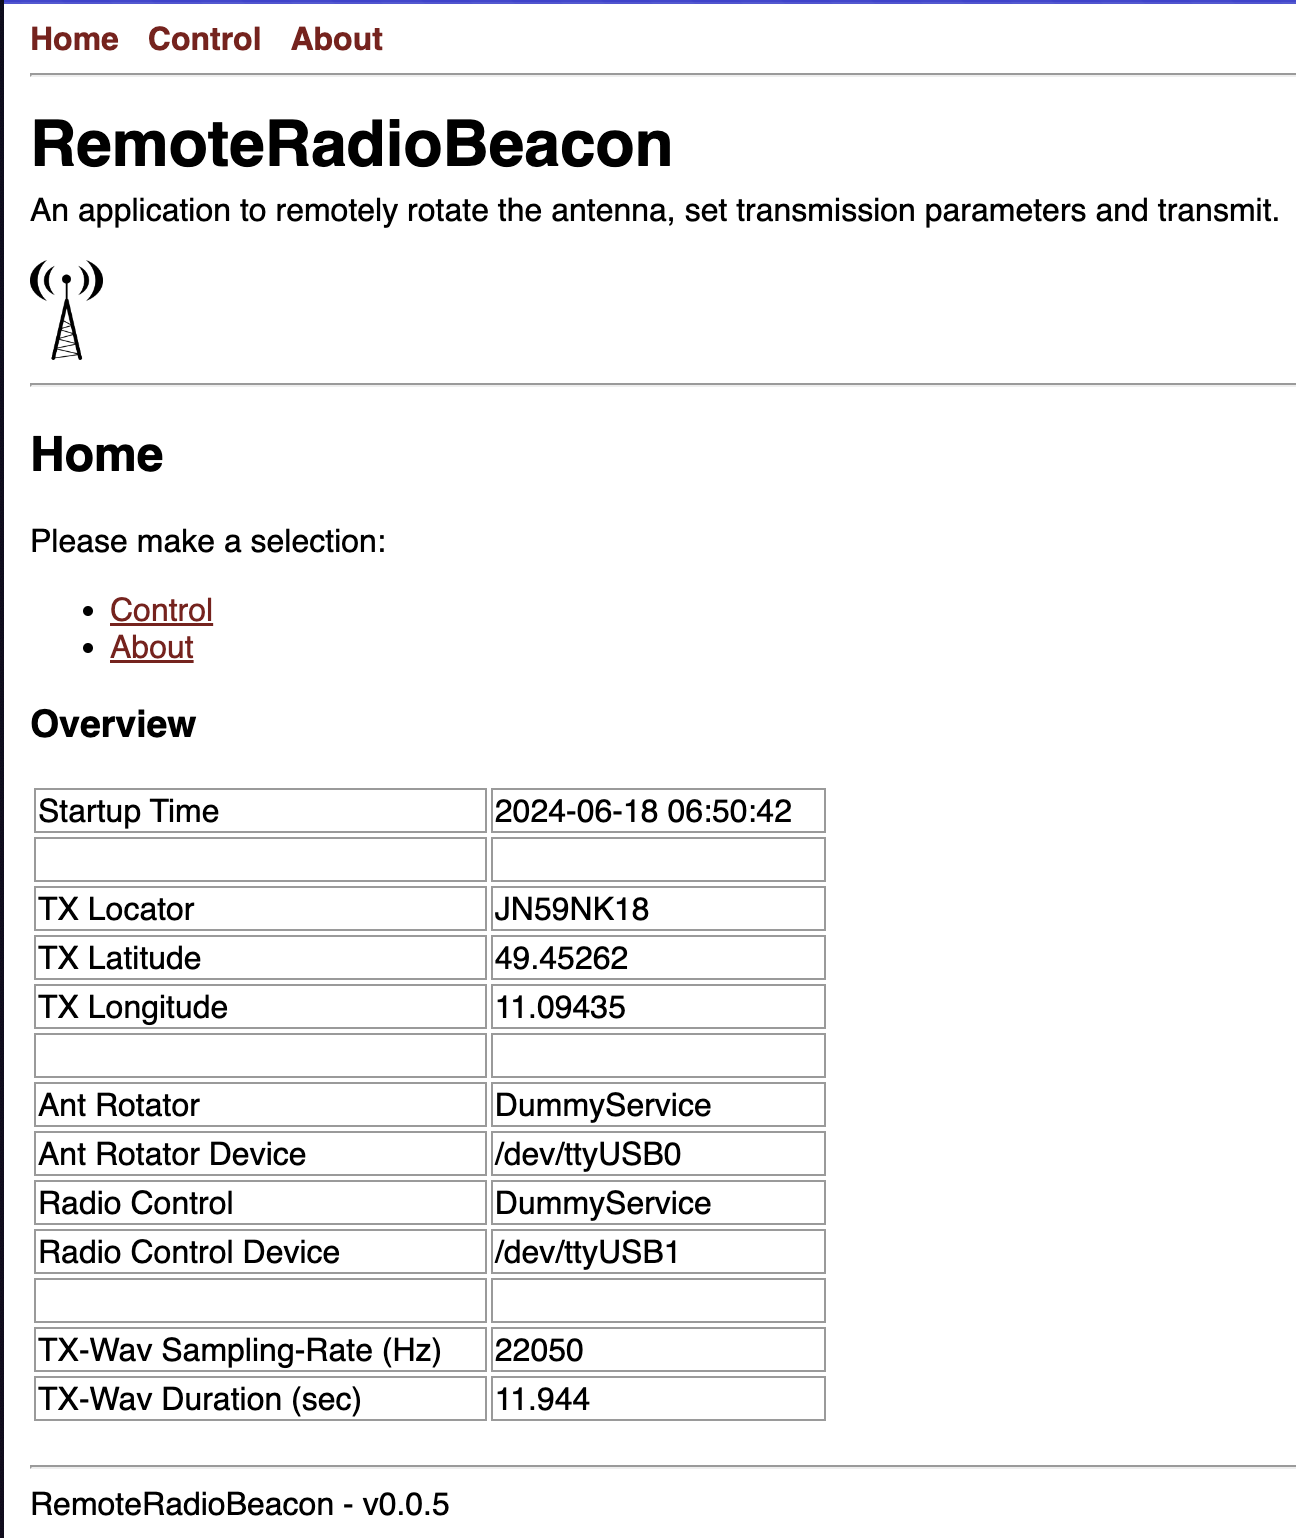 Home Control About
RemoteRadioBeacon
An application to remotely rotate the antenna, set transmission parameters and transmit.
Home
Please make a selection:
• Control
• About
Overview
Startup Time 2024-06-18 06:50:42
TX Locator JN59NK18
TX Latitude 49.45262
TX Longitude 11.09435
Ant Rotator DummyService
Ant Rotator Device /dev/ttyUSB0
Radio Control DummyService
Radio Control Device /dev/ttyUSB1
TX-Wav Sampling-Rate (Hz) 22050
TX-Wav Duration (sec) 11.944
RemoteRadioBeacon - v0.0.5